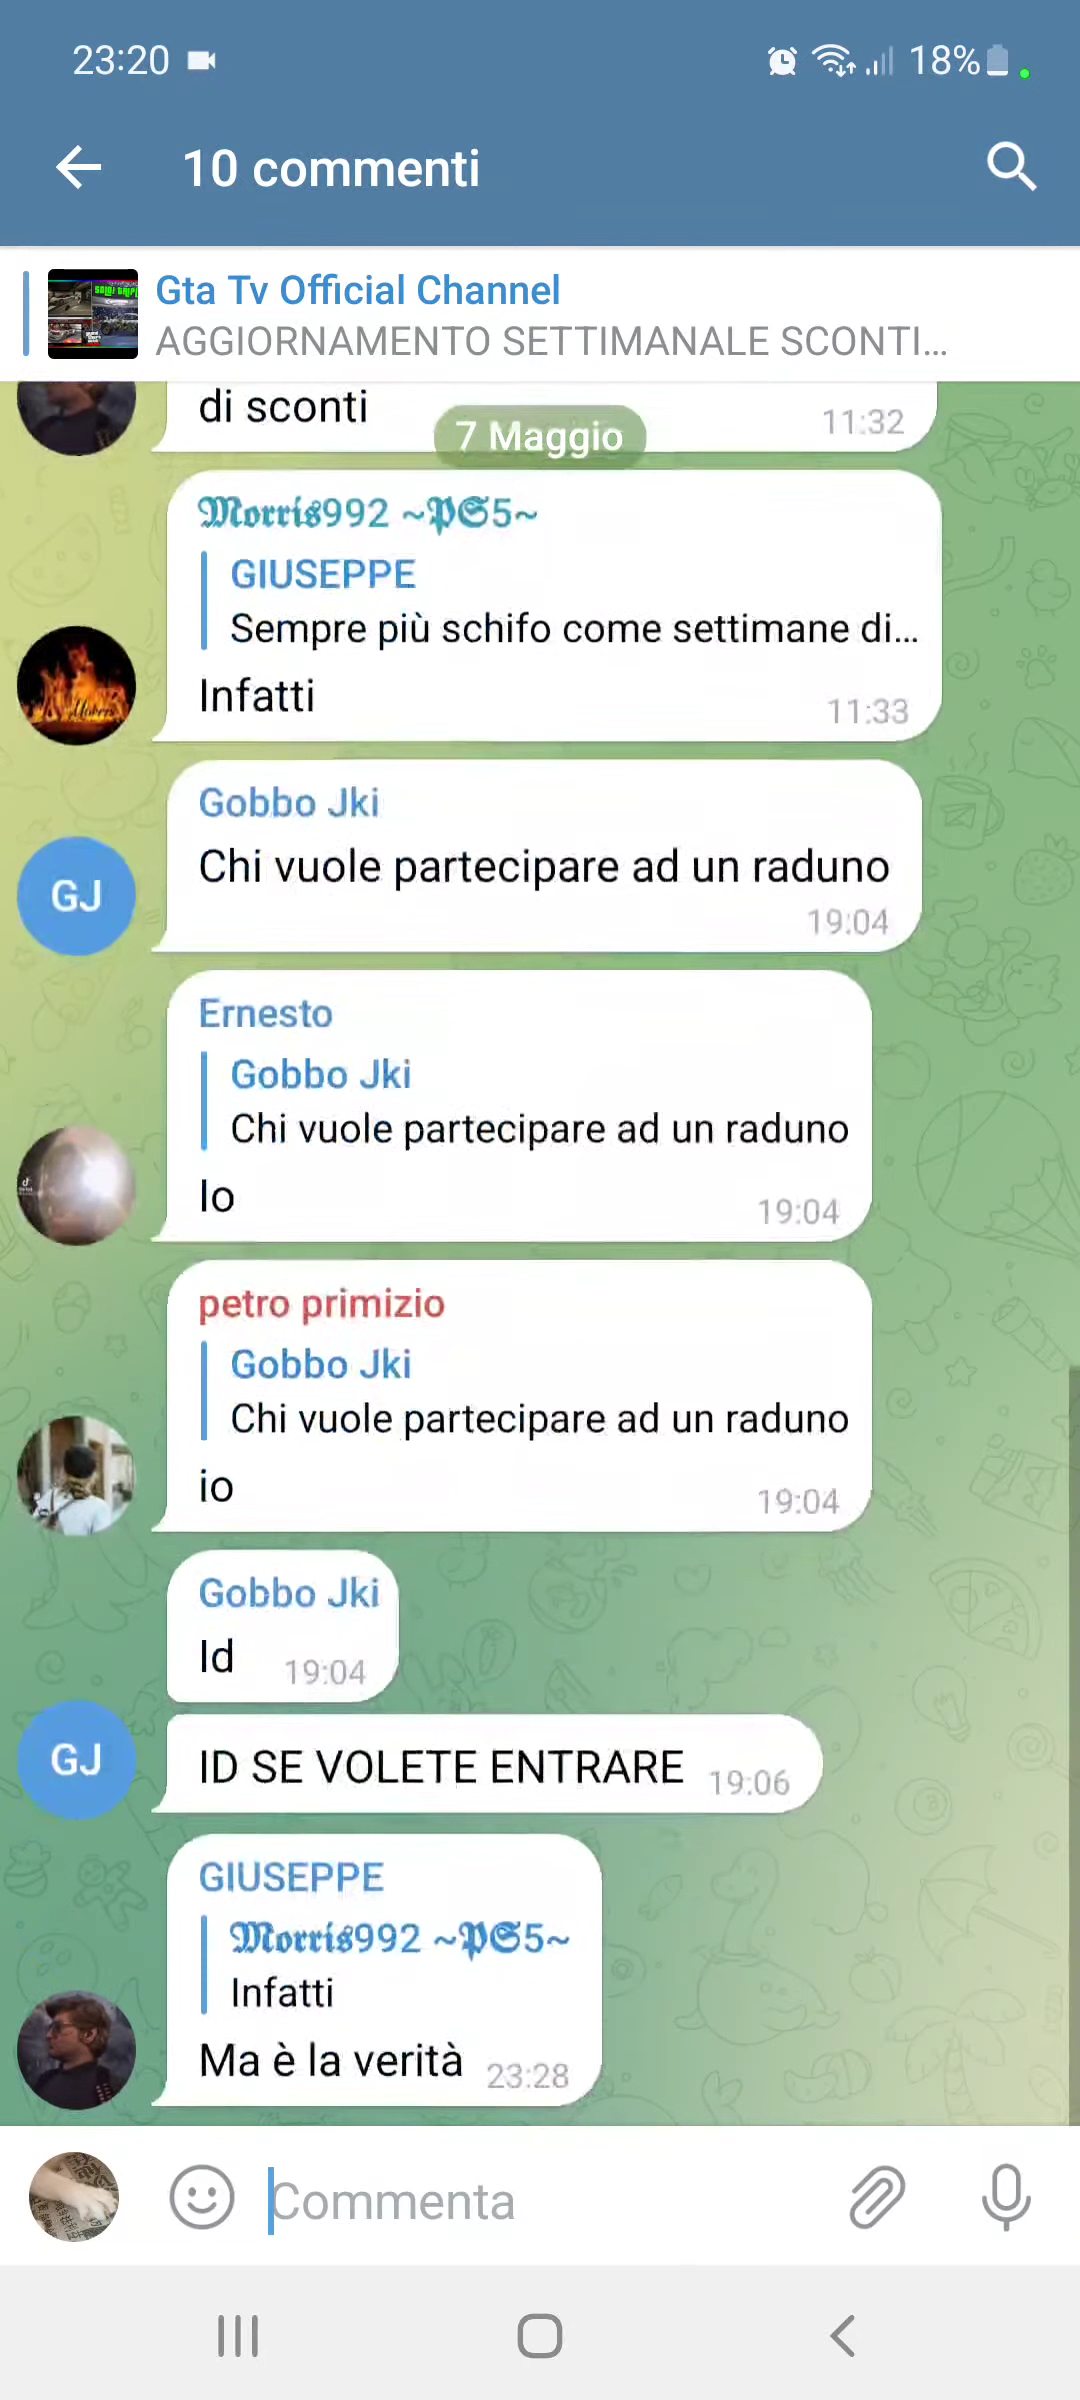 23:20
18%
10 commenti
Gta Tv Official Channel
AGGIORNAMENTO SETTIMANALE SCONTI...
di sconti
11:32
7 Maggio
𝕸orris992 ~𝕻𝕾5~
GIUSEPPE
Sempre più schifo come settimane di...
Infatti
11:33
Gobbo Jki
Chi vuole partecipare ad un raduno
19:04
GJ
Ernesto
Gobbo Jki
Chi vuole partecipare ad un raduno
Io
19:04
petro primizio
Gobbo Jki
Chi vuole partecipare ad un raduno
io
19:04
Gobbo Jki
Id 19:04
GJ
ID SE VOLETE ENTRARE 19:06
GIUSEPPE
𝕸orris992 ~𝕻𝕾5~
Infatti
Ma è la verità 23:28
Commenta